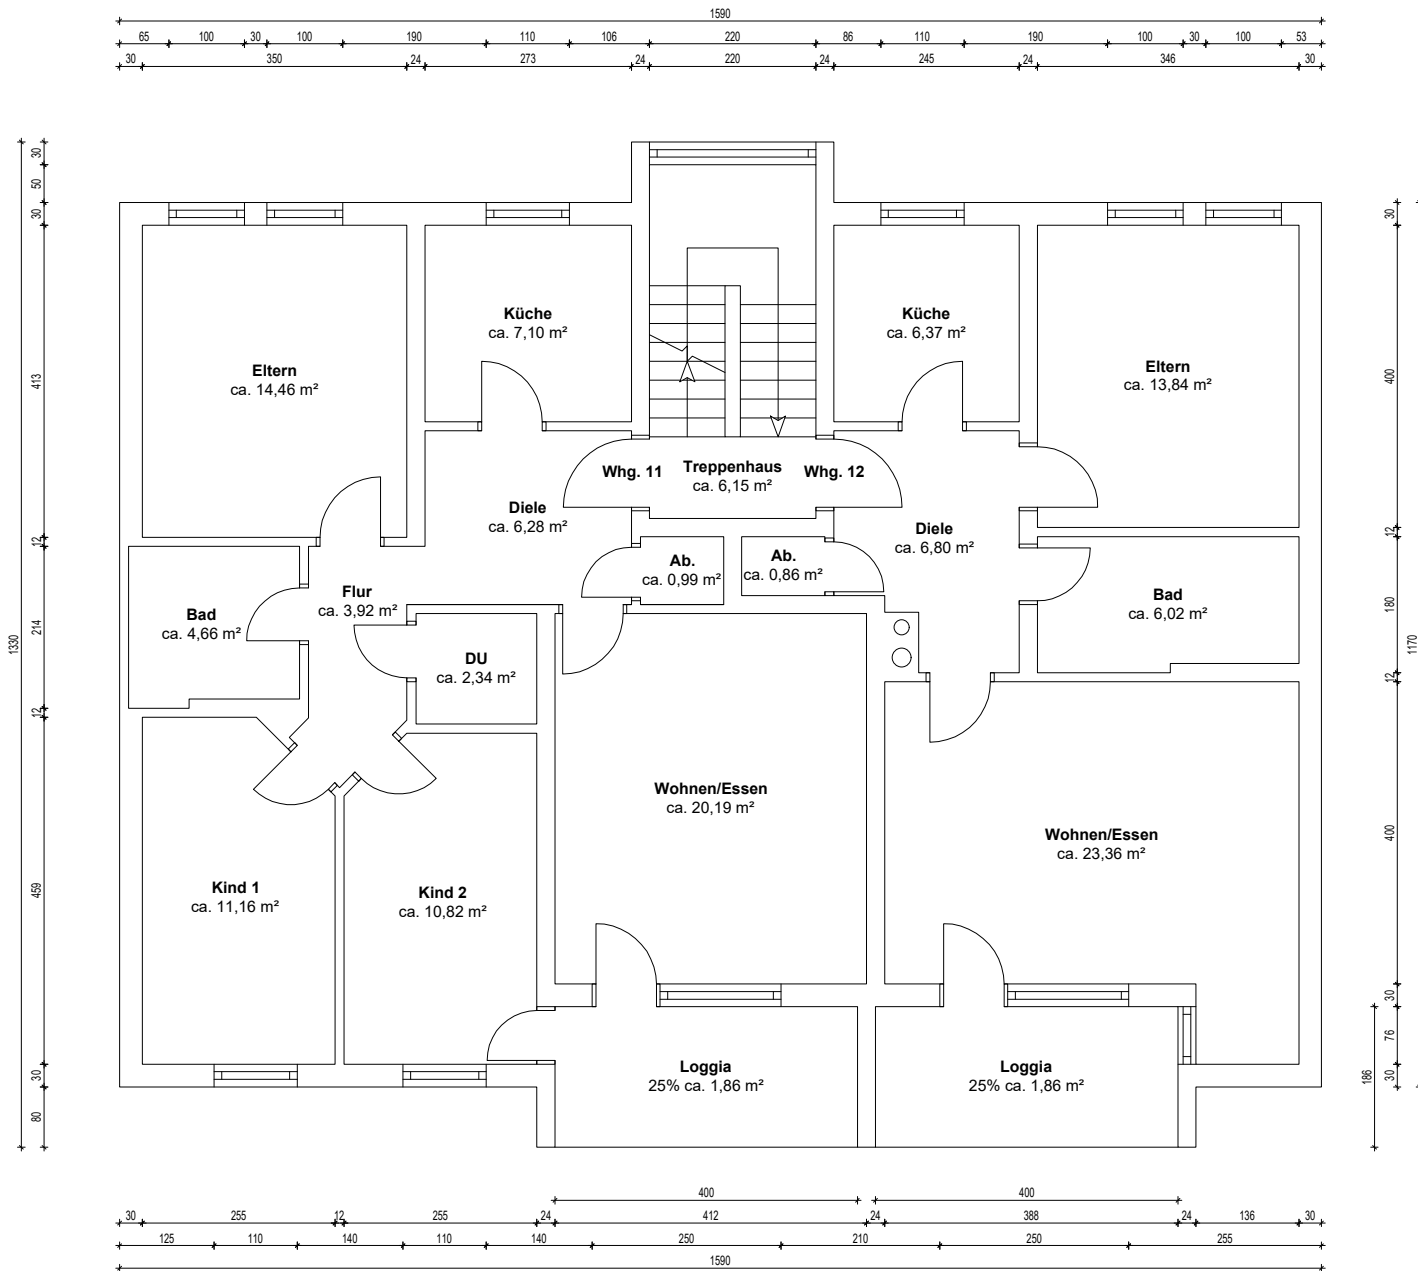 1590
65 100 30 100 190 110 106 220 86 110 190 100 30 100 53
30 350 24 273 24 220 24 245 24 346 30
30
50
30
413
12
214
12
459
30
80
1330
30
400
12
180
12
400
30
76
30
186
1170
Küche
ca. 7,10 m²
Küche
ca. 6,37 m²
Eltern
ca. 14,46 m²
Eltern
ca. 13,84 m²
Whg. 11
Treppenhaus
ca. 6,15 m²
Whg. 12
Diele
ca. 6,28 m²
Diele
ca. 6,80 m²
Ab.
ca. 0,99 m²
Ab.
ca. 0,86 m²
Flur
ca. 3,92 m²
Bad
ca. 4,66 m²
Bad
ca. 6,02 m²
DU
ca. 2,34 m²
Wohnen/Essen
ca. 20,19 m²
Wohnen/Essen
ca. 23,36 m²
Kind 1
ca. 11,16 m²
Kind 2
ca. 10,82 m²
Loggia
25% ca. 1,86 m²
Loggia
25% ca. 1,86 m²
400 400
30 255 12 255 24 412 24 388 24 136 30
125 110 140 110 140 250 210 250 255
1590